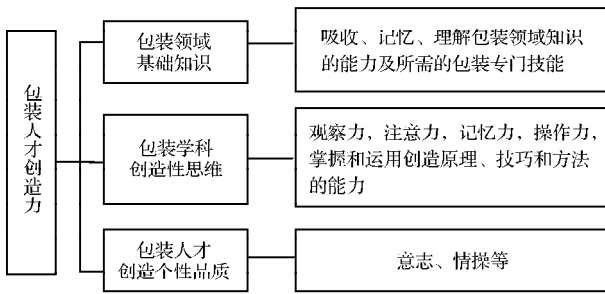 包装人才创造力
包装领域
基础知识
吸收、记忆、理解包装领域知识
的能力及所需的包装专门技能
包装学科
创造性思维
观察力，注意力，记忆力，操作力，
掌握和运用创造原理、技巧和方法
的能力
包装人才
创造个性品质
意志、情操等